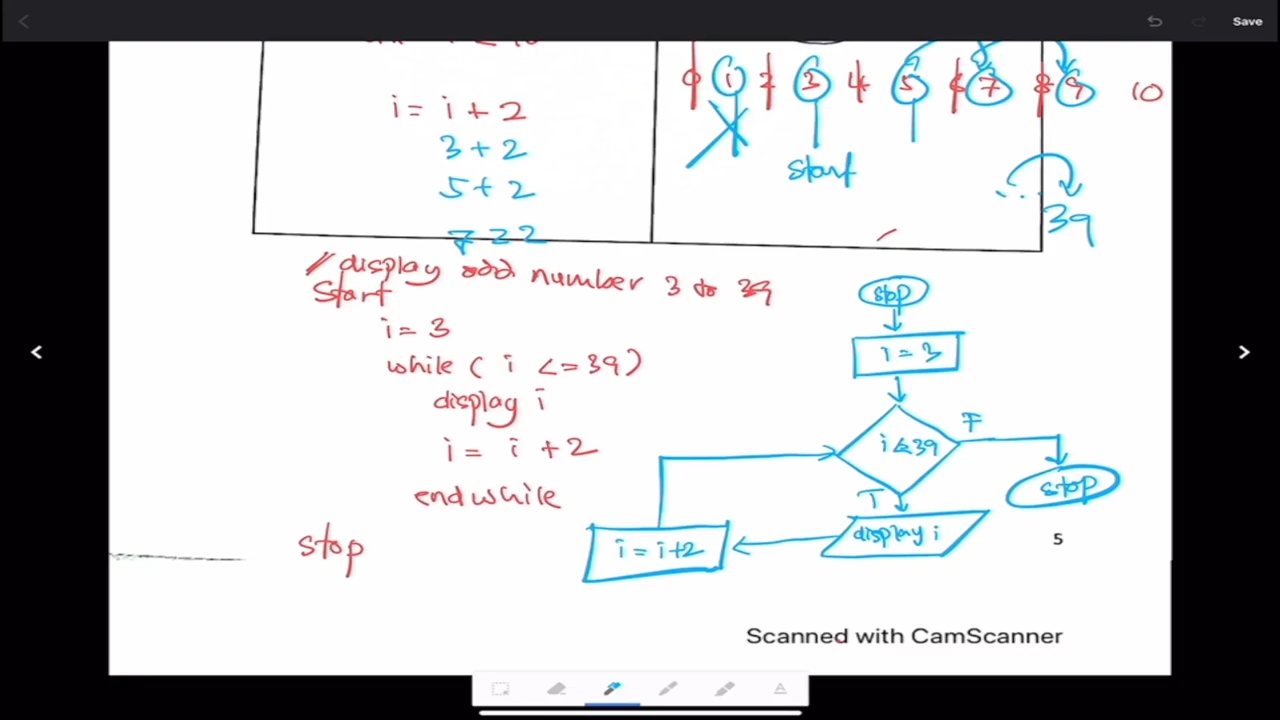 Save
i = i + 2
3 + 2
5 + 2
7 2 2
0 1 2 3 4 5 6 7 8 9 10
start
... 39
// display odd number 3 to 39
Start
i = 3
while ( i <= 39 )
display i
i = i + 2
endwhile
stop
stop
i = 3
i <= 39
F
stop
T
display i
i = i+2
5
Scanned with CamScanner
A